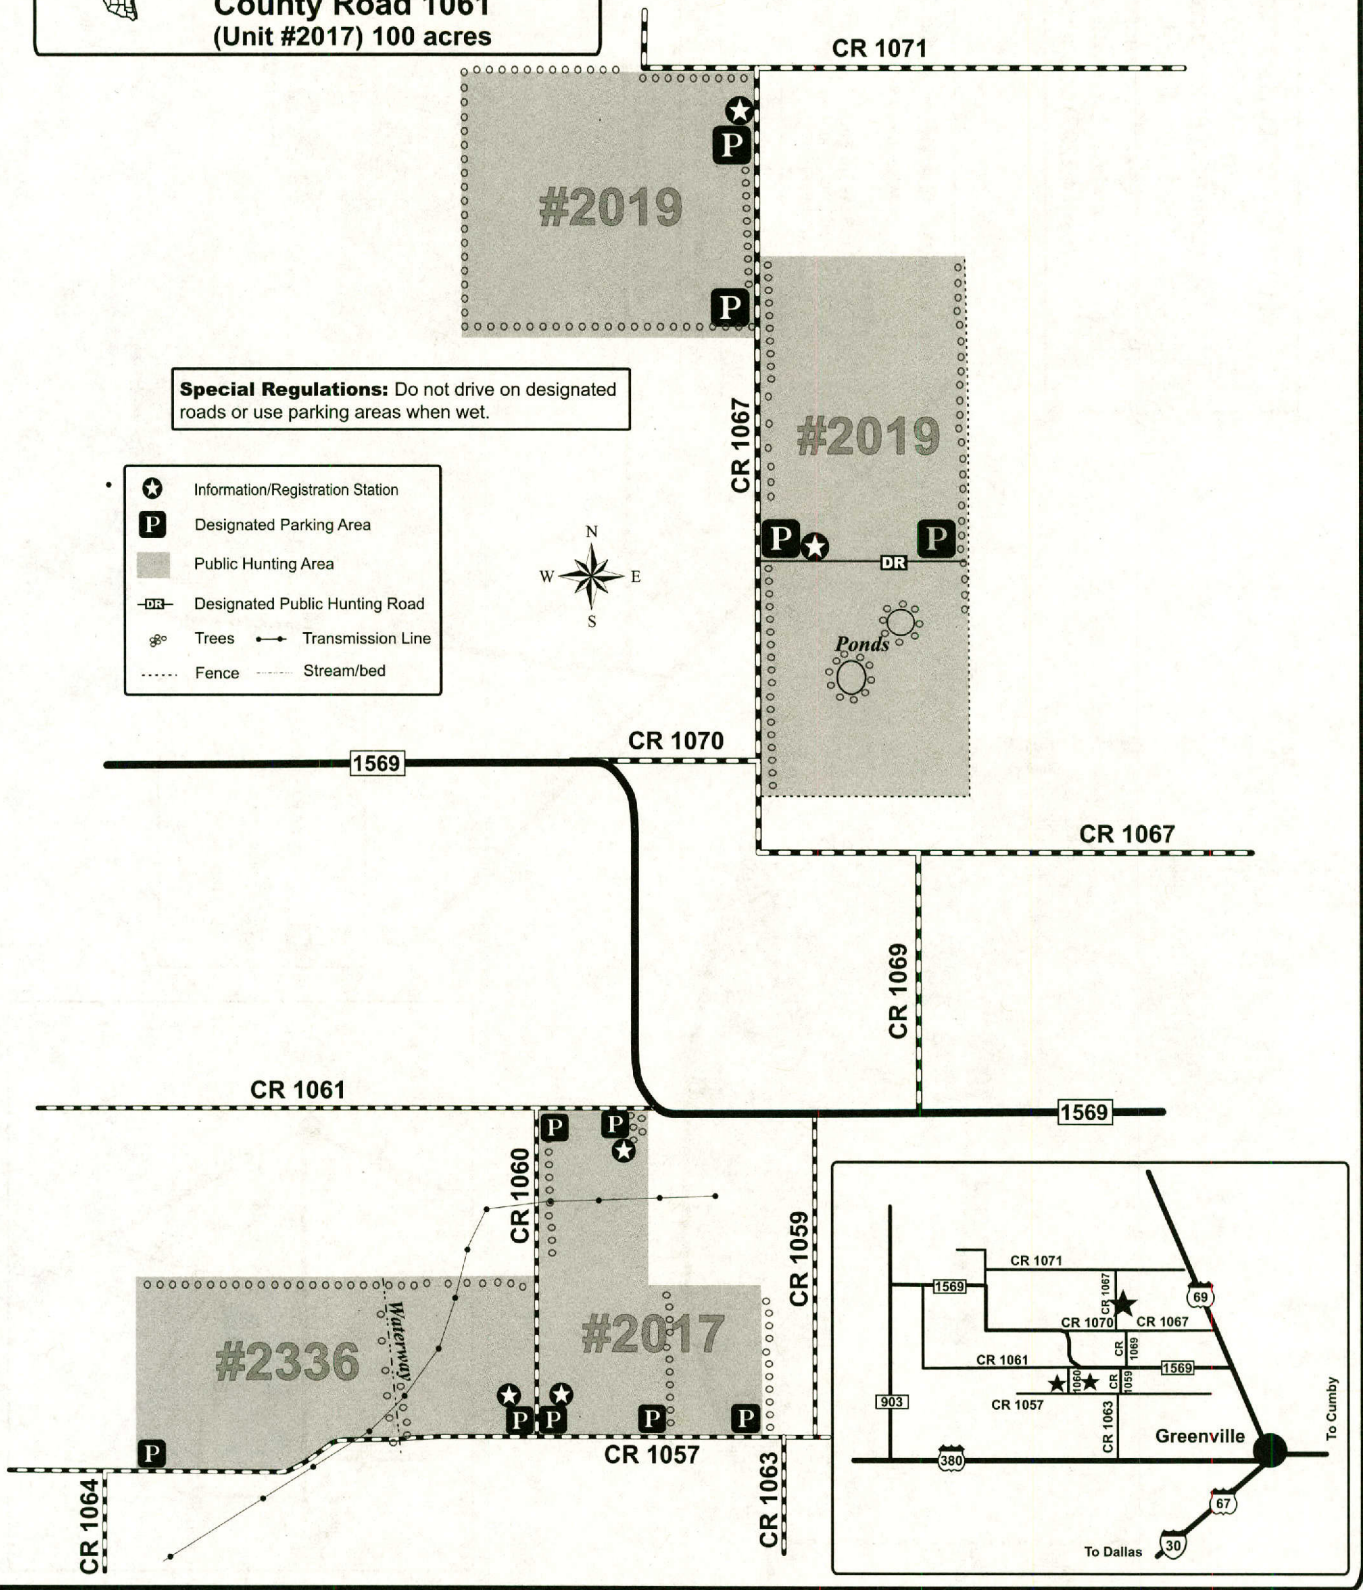 County Road 1061
(Unit #2017) 100 acres
CR 1071
P
#2019
P
CR 1067
#2019
Special Regulations: Do not drive on designated
roads or use parking areas when wet.
Information/Registration Station
P Designated Parking Area
Public Hunting Area
DR Designated Public Hunting Road
Trees Transmission Line
Fence Stream/bed
N
W E
S
P P
DR
Ponds
CR 1070
1569
CR 1067
CR 1069
CR 1061
1569
P P
CR 1060
CR 1059
#2336
Waterway
#2017
P P P P
P
CR 1057
CR 1064
CR 1063
CR 1071
1569
CR 1067
69
CR 1070
CR 1067
CR 1069
CR 1061
1569
1060
CR 1059
903
CR 1057
CR 1063
Greenville
To Cumby
380
67
To Dallas
30